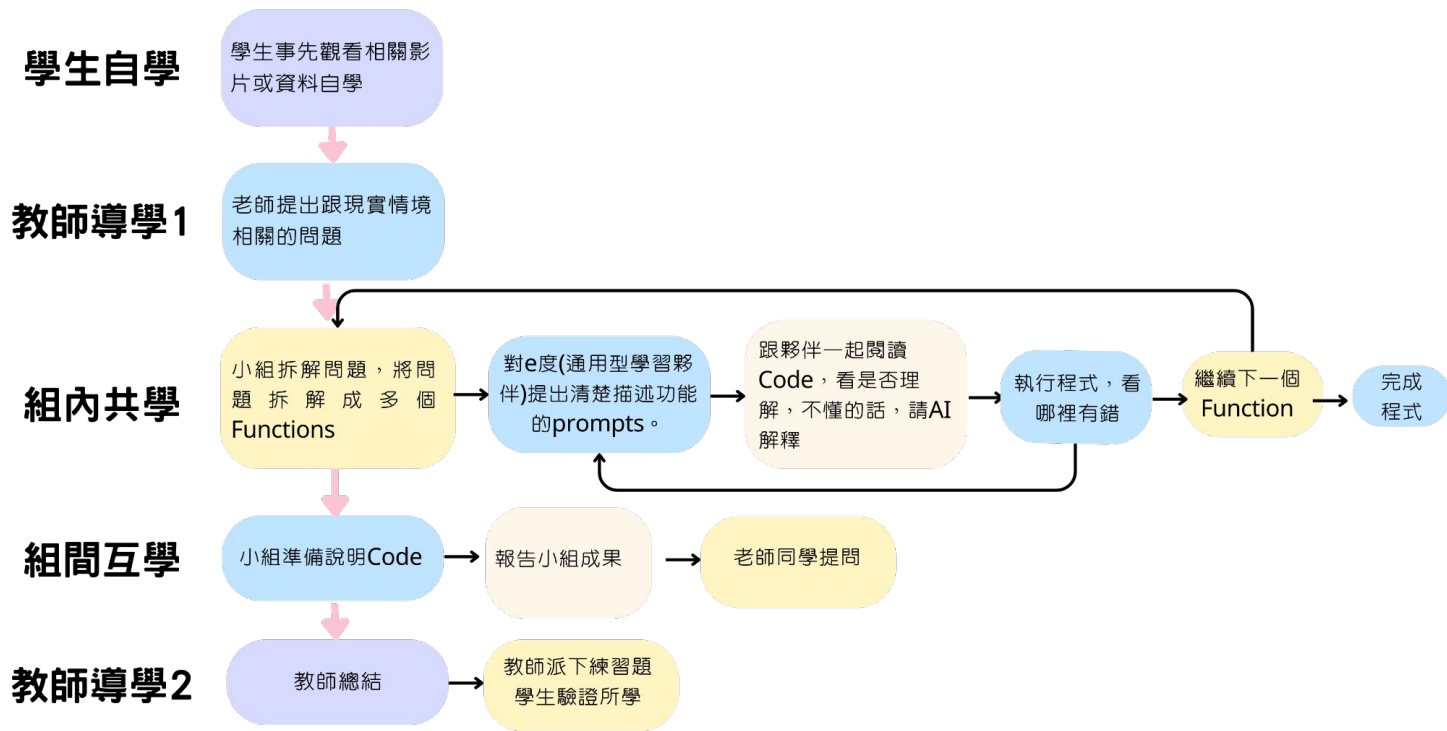 學生自學
學生事先觀看相關影
片或資料自學
教師導學1
老師提出跟現實情境
相關的問題
組內共學
小組拆解問題，將問
題拆解成多個
Functions
對e度(通用型學習夥
伴)提出清楚描述功能
的prompts。
跟夥伴一起閱讀
Code，看是否理
解，不懂的話，請AI
解釋
執行程式，看
哪裡有錯
繼續下一個
Function
完成
程式
組間互學
小組準備說明Code
報告小組成果
老師同學提問
教師導學2
教師總結
教師派下練習題
學生驗證所學